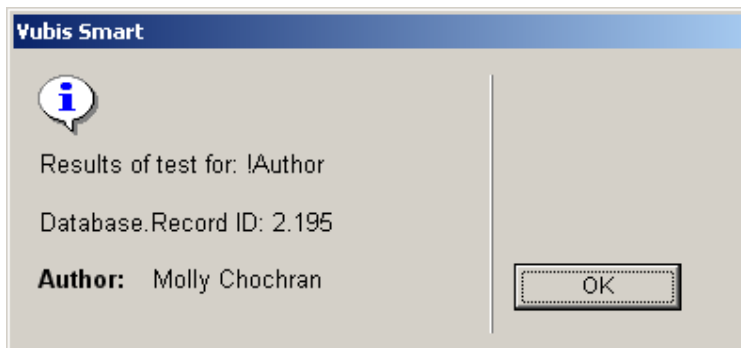 Vubis Smart
Results of test for: !Author
Database.Record ID: 2.195
Author: Molly Chochran
OK